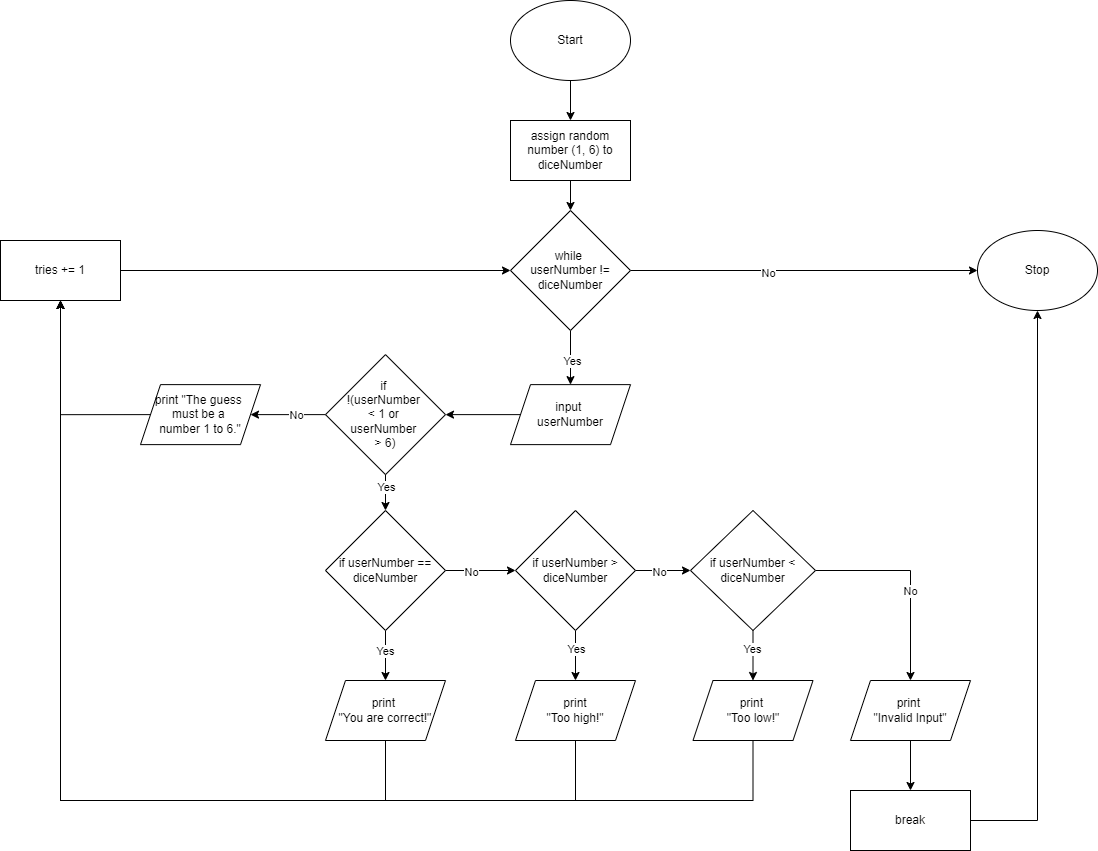 Start
assign random
number (1, 6) to
diceNumber
tries += 1
while
userNumber !=
diceNumber
No
Stop
Yes
print "The guess
must be a
number 1 to 6."
No
if
!(userNumber
< 1 or
userNumber
> 6)
input
userNumber
Yes
if userNumber ==
diceNumber
No
if userNumber >
diceNumber
No
if userNumber <
diceNumber
No
Yes
Yes
Yes
print
"You are correct!"
print
"Too high!"
print
"Too low!"
print
"Invalid Input"
break